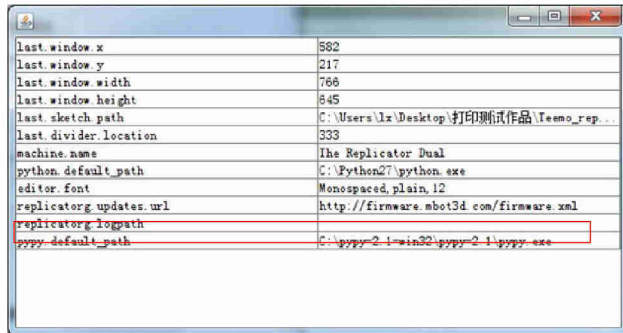 last.window.x 582
last.window.y 217
last.window.width 766
last.window.height 645
last.sketch.path C:\Users\lx\Desktop\打印测试作品\Teemo_rep...
last.divider.location 333
machine.name The Replicator Dual
python.default_path C:\Python27\python.exe
editor.font Monospaced,plain,12
replicatorg.updates.url http://firmware.mbot3d.com/firmware.xml
replicatorg.logpath
pypy.default_path C:\pypy-2.1-win32\pypy-2.1\pypy.exe